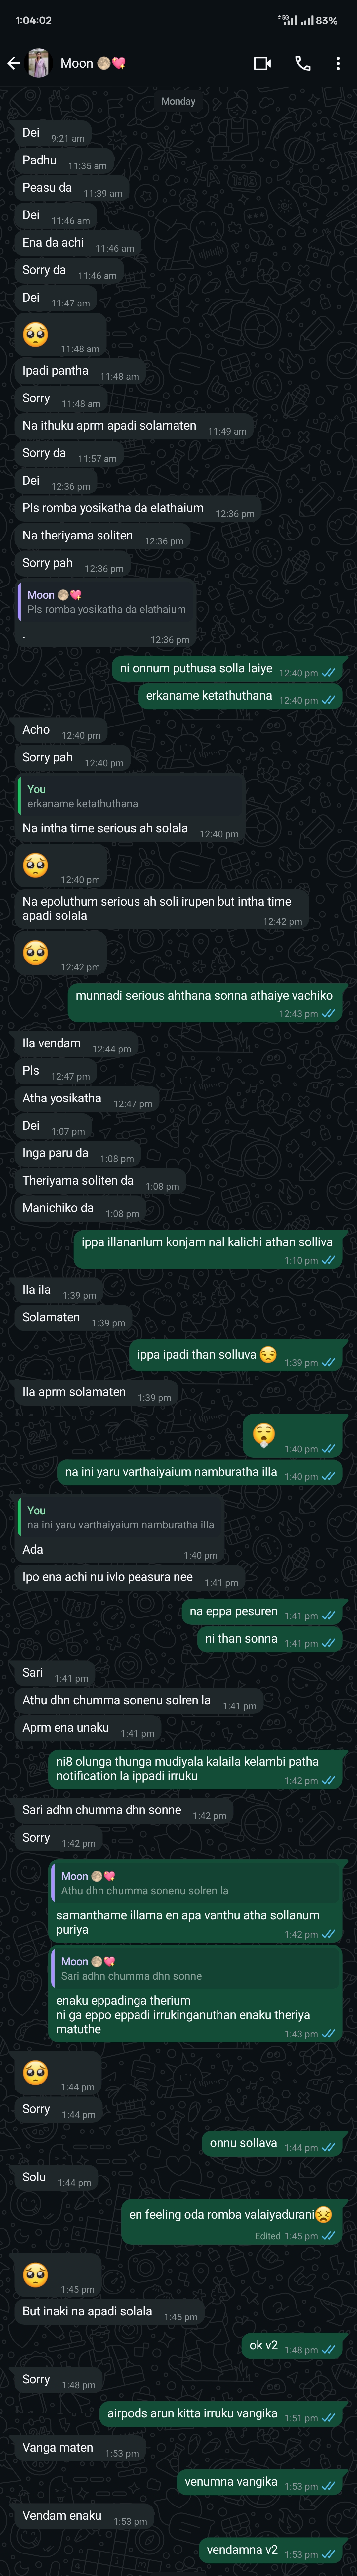 1:04:02
5G 83%
Moon 🌕💖
Monday
Dei 9:21 am
Padhu 11:35 am
Peasu da 11:39 am
Dei 11:46 am
Ena da achi 11:46 am
Sorry da 11:46 am
Dei 11:47 am
🥺 11:48 am
Ipadi pantha 11:48 am
Sorry 11:48 am
Na ithuku aprm apadi solamaten 11:49 am
Sorry da 11:57 am
Dei 12:36 pm
Pls romba yosikatha da elathaium 12:36 pm
Na theriyama soliten 12:36 pm
Sorry pah 12:36 pm
Moon 🌕💖
Pls romba yosikatha da elathaium
. 12:36 pm
ni onnum puthusa solla laiye 12:40 pm
erkaname ketathuthana 12:40 pm
Acho 12:40 pm
Sorry pah 12:40 pm
You
erkaname ketathuthana
Na intha time serious ah solala 12:40 pm
🥺 12:40 pm
Na epoluthum serious ah soli irupen but intha time
apadi solala 12:42 pm
🥺 12:42 pm
munnadi serious ahthana sonna athaiye vachiko
12:43 pm
Ila vendam 12:44 pm
Pls 12:47 pm
Atha yosikatha 12:47 pm
Dei 1:07 pm
Inga paru da 1:08 pm
Theriyama soliten da 1:08 pm
Manichiko da 1:08 pm
ippa illananlum konjam nal kalichi athan solliva
1:10 pm
Ila ila 1:39 pm
Solamaten 1:39 pm
ippa ipadi than solluva 😒 1:39 pm
Ila aprm solamaten 1:39 pm
😮‍💨 1:40 pm
na ini yaru varthaiyaium namburatha illa 1:40 pm
You
na ini yaru varthaiyaium namburatha illa
Ada 1:40 pm
Ipo ena achi nu ivlo peasura nee 1:41 pm
na eppa pesuren 1:41 pm
ni than sonna 1:41 pm
Sari 1:41 pm
Athu dhn chumma sonenu solren la 1:41 pm
Aprm ena unaku 1:41 pm
ni8 olunga thunga mudiyala kalaila kelambi patha
notification la ippadi irruku 1:42 pm
Sari adhn chumma dhn sonne 1:42 pm
Sorry 1:42 pm
Moon 🌕💖
Athu dhn chumma sonenu solren la
samanthame illama en apa vanthu atha sollanum
puriya 1:42 pm
Moon 🌕💖
Sari adhn chumma dhn sonne
enaku eppadinga therium
ni ga eppo eppadi irrukinganuthan enaku theriya
matuthe 1:43 pm
🥺 1:44 pm
Sorry 1:44 pm
onnu sollava 1:44 pm
Solu 1:44 pm
en feeling oda romba valaiyadurani😣
Edited 1:45 pm
🥺 1:45 pm
But inaki na apadi solala 1:45 pm
ok v2 1:48 pm
Sorry 1:48 pm
airpods arun kitta irruku vangika 1:51 pm
Vanga maten 1:53 pm
venumna vangika 1:53 pm
Vendam enaku 1:53 pm
vendamna v2 1:53 pm